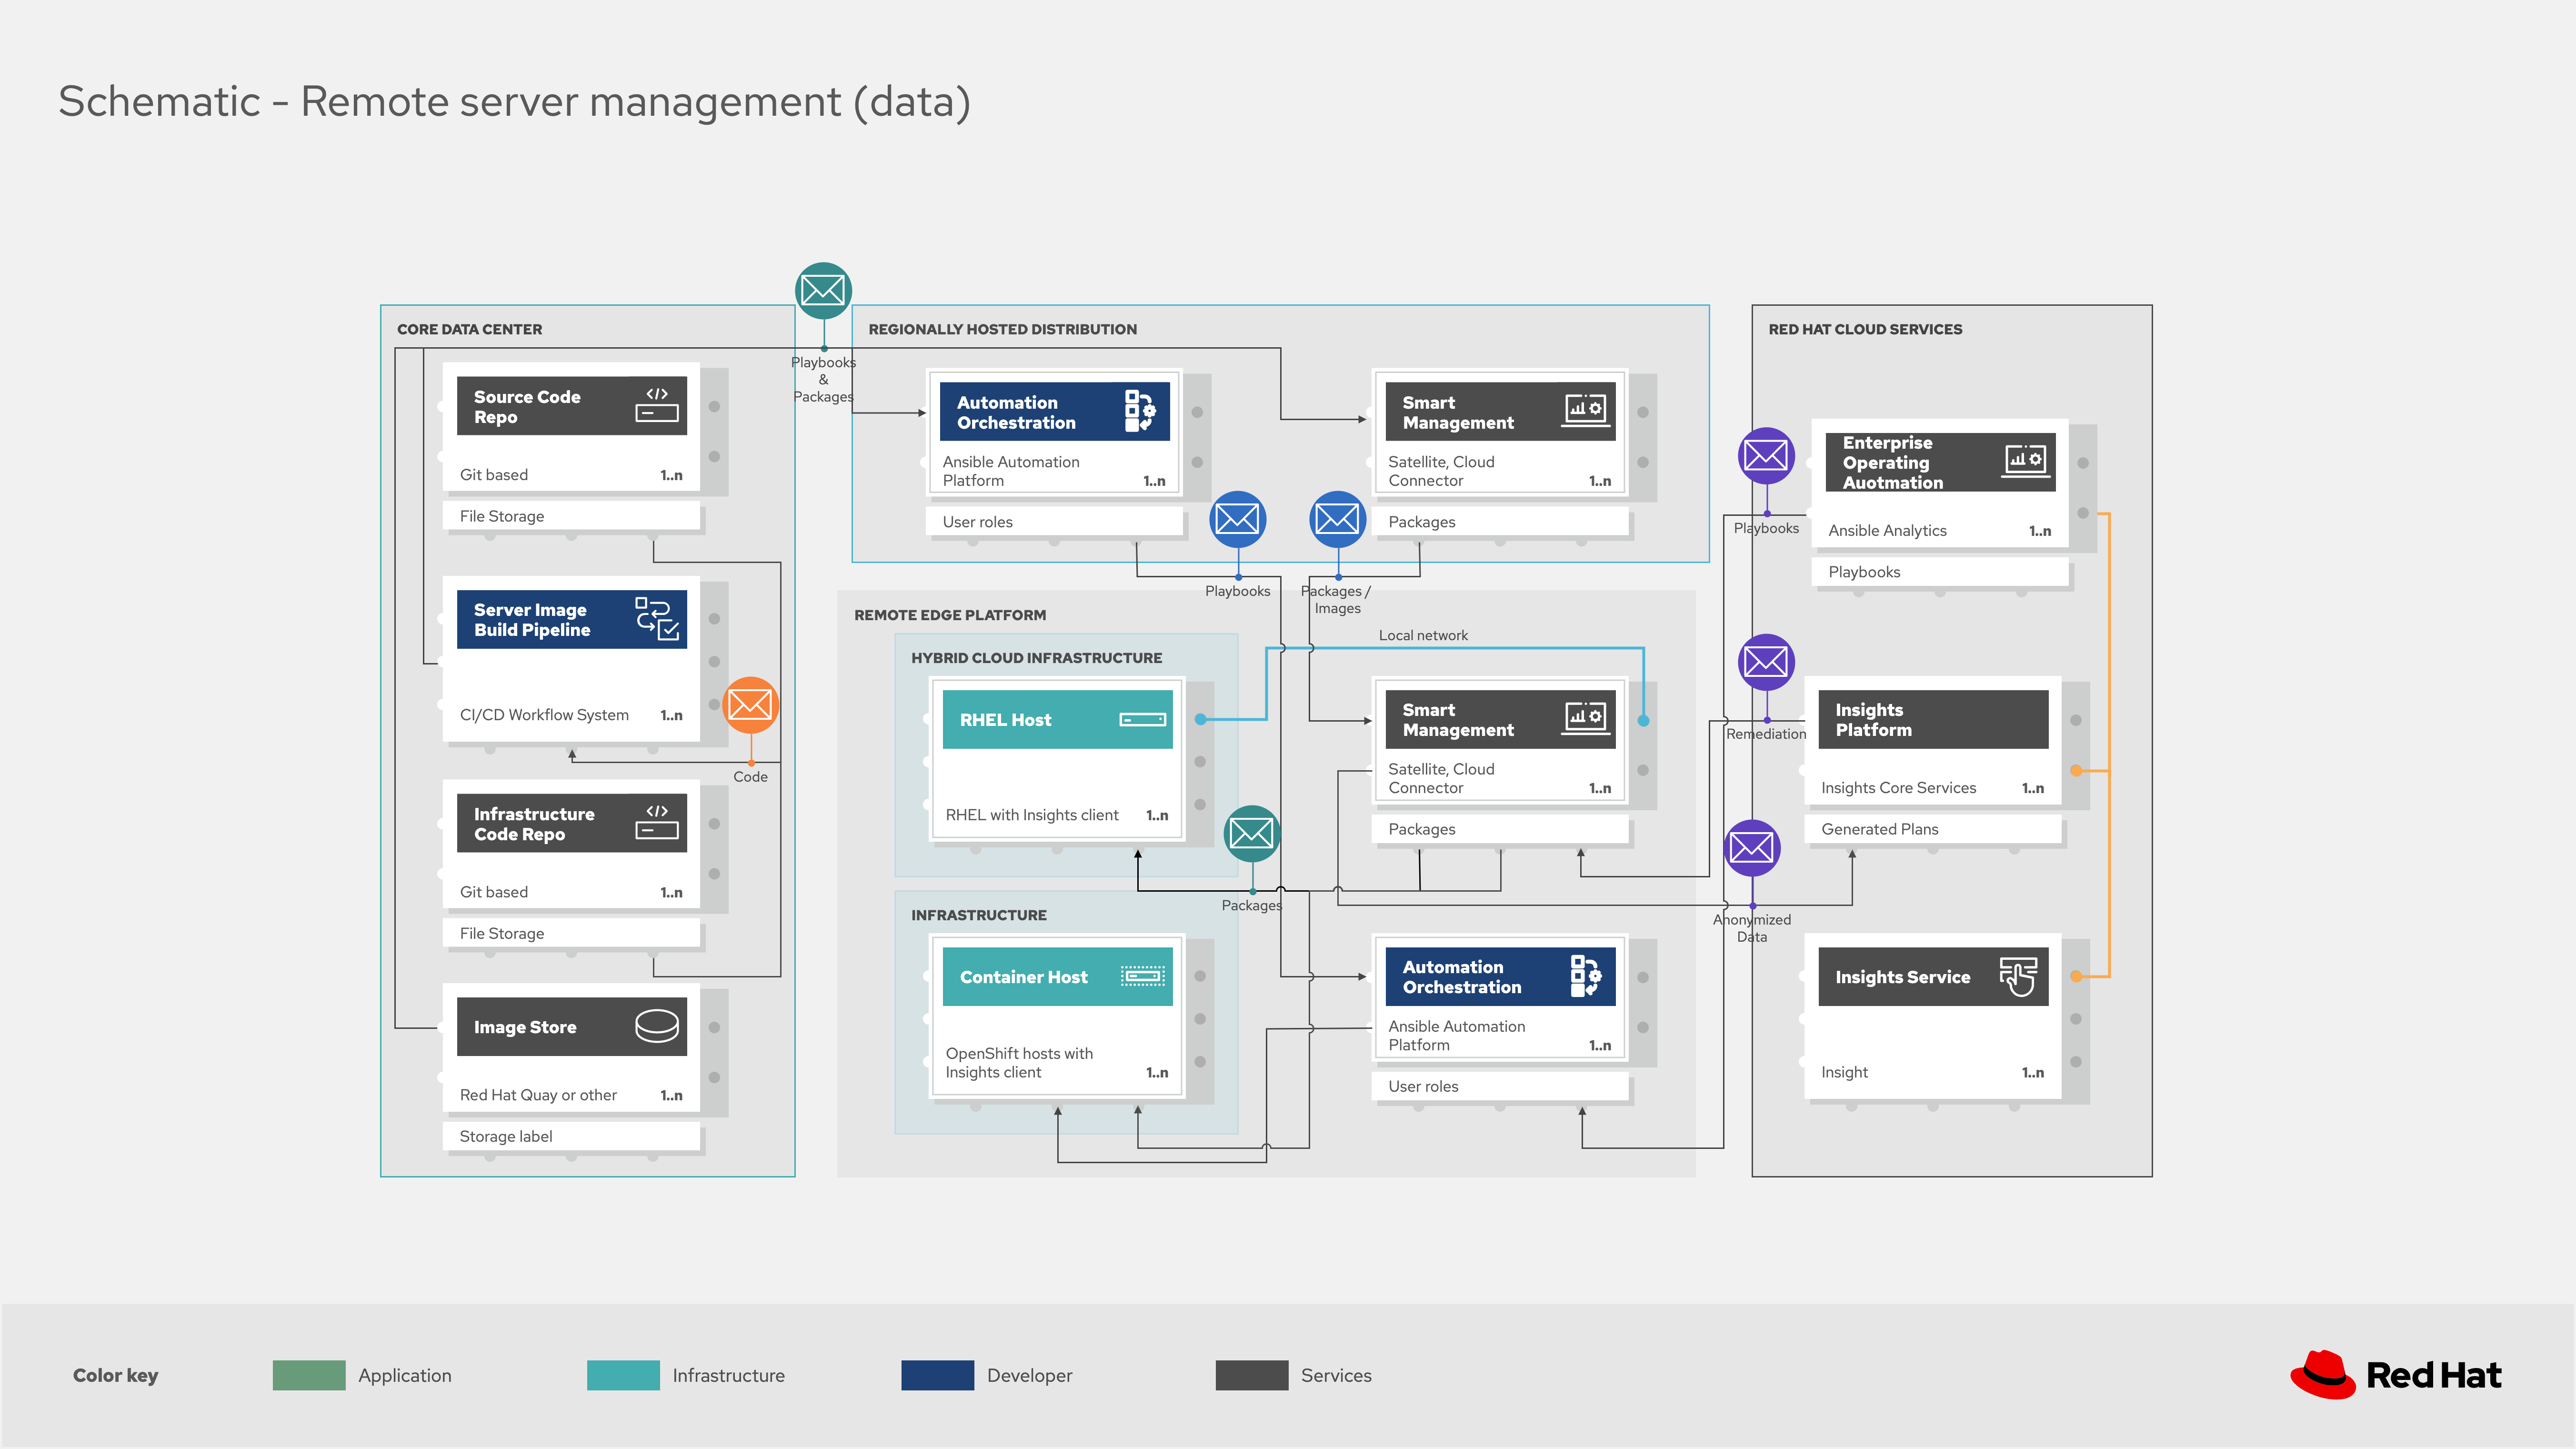 Schematic - Remote server management (data)
CORE DATA CENTER
Source Code
Repo
Git based
1..n
File Storage
Server Image
Build Pipeline
CI/CD Workflow System
1..n
Code
Infrastructure
Code Repo
Git based
1..n
File Storage
Image Store
Red Hat Quay or other
1..n
Storage label
Playbooks
&
Packages
REGIONALLY HOSTED DISTRIBUTION
Automation
Orchestration
Ansible Automation
Platform
1..n
User roles
Smart
Management
Satellite, Cloud
Connector
1..n
Packages
Playbooks
Packages /
Images
REMOTE EDGE PLATFORM
Local network
HYBRID CLOUD INFRASTRUCTURE
RHEL Host
RHEL with Insights client
1..n
Smart
Management
Satellite, Cloud
Connector
1..n
Packages
Packages
INFRASTRUCTURE
Container Host
OpenShift hosts with
Insights client
1..n
Automation
Orchestration
Ansible Automation
Platform
1..n
User roles
RED HAT CLOUD SERVICES
Playbooks
Enterprise
Operating
Auotmation
Ansible Analytics
1..n
Playbooks
Remediation
Insights
Platform
Insights Core Services
1..n
Generated Plans
Anonymized
Data
Insights Service
Insight
1..n
Color key
Application
Infrastructure
Developer
Services
Red Hat